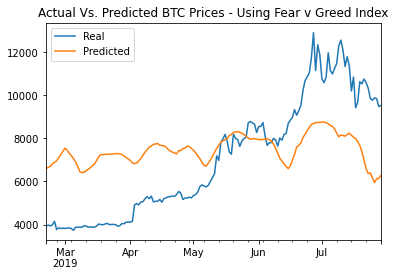 Actual Vs. Predicted BTC Prices - Using Fear v Greed Index
Real
Predicted
12000
10000
8000
6000
4000
Mar
2019
Apr
May
Jun
Jul